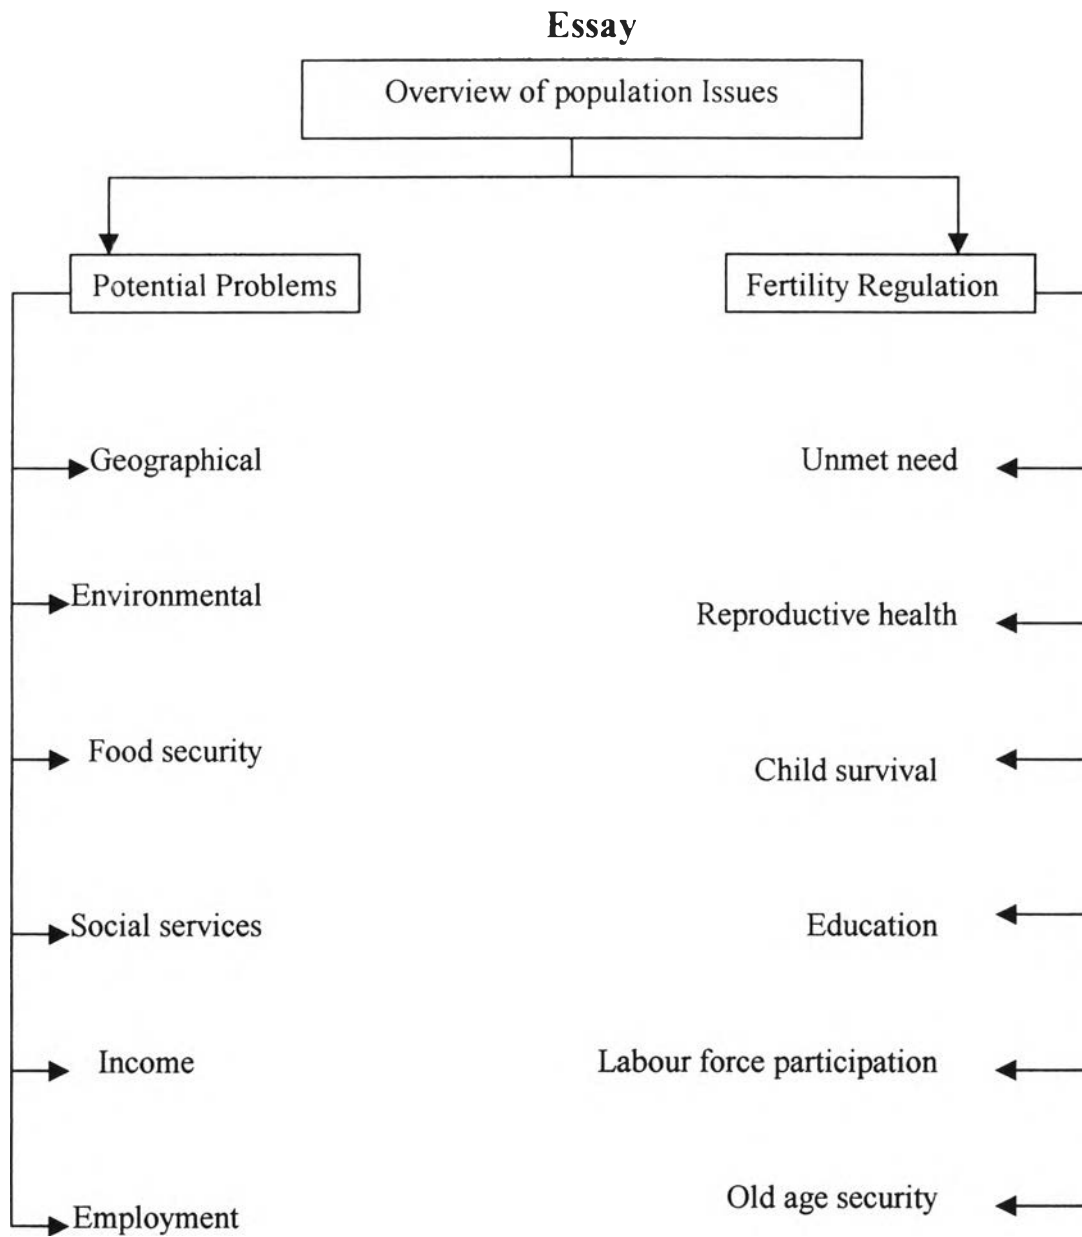 Essay
Overview of population Issues
Potential Problems
Fertility Regulation
Geographical
Unmet need
Environmental
Reproductive health
Food security
Child survival
Social services
Education
Income
Labour force participation
Employment
Old age security